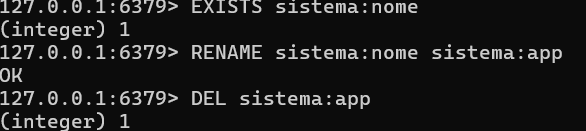 127.0.0.1:6379> EXISTS sistema:nome
(integer) 1
127.0.0.1:6379> RENAME sistema:nome sistema:app
OK
127.0.0.1:6379> DEL sistema:app
(integer) 1